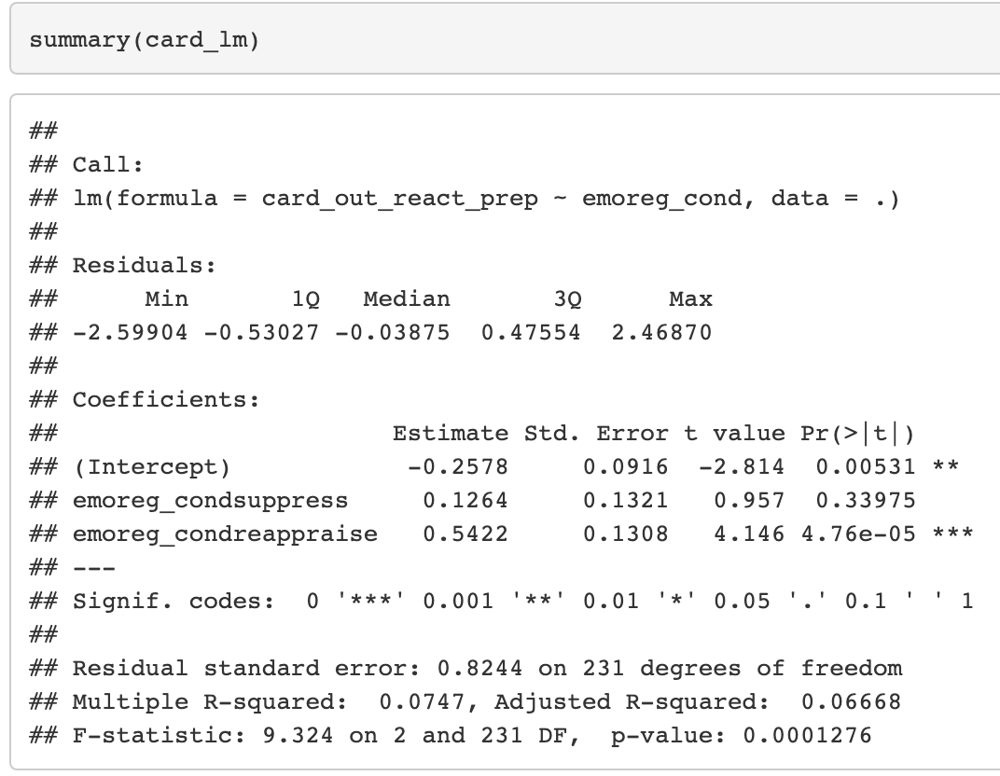 summary(card_lm)
##
## Call:
## lm(formula = card_out_react_prep ~ emoreg_cond, data = .)
##
## Residuals:
##      Min       1Q   Median       3Q      Max
## -2.59904 -0.53027 -0.03875  0.47554  2.46870
##
## Coefficients:
##                       Estimate Std. Error t value Pr(>|t|)
## (Intercept)            -0.2578     0.0916  -2.814  0.00531 **
## emoreg_condsuppress     0.1264     0.1321   0.957  0.33975
## emoreg_condreappraise   0.5422     0.1308   4.146 4.76e-05 ***
## ---
## Signif. codes:  0 '***' 0.001 '**' 0.01 '*' 0.05 '.' 0.1 ' ' 1
##
## Residual standard error: 0.8244 on 231 degrees of freedom
## Multiple R-squared:  0.0747, Adjusted R-squared:  0.06668
## F-statistic: 9.324 on 2 and 231 DF,  p-value: 0.0001276